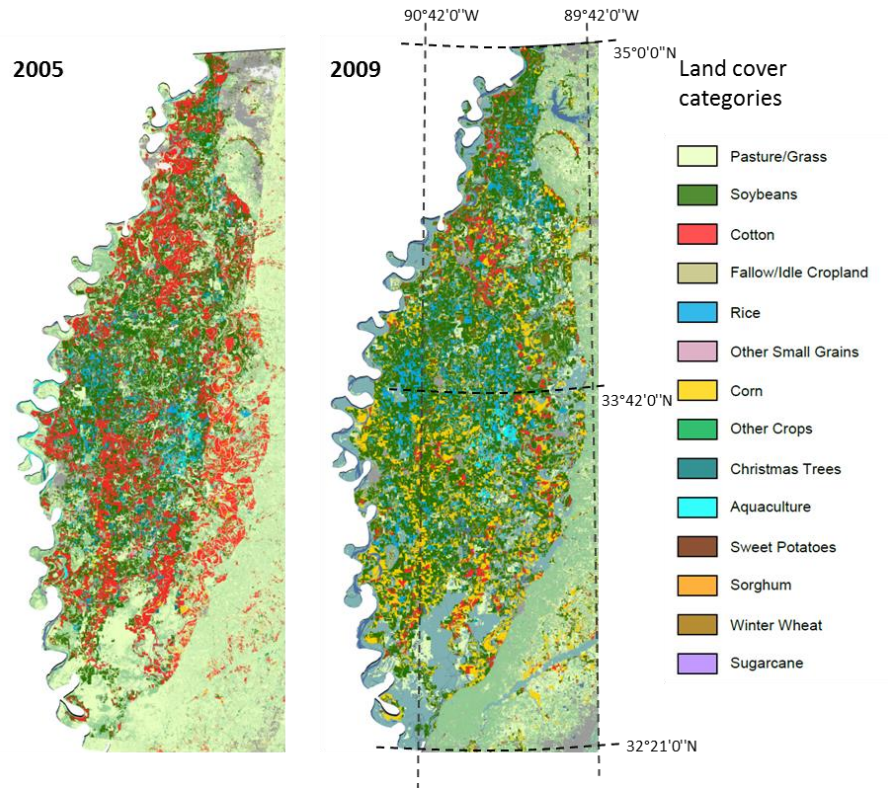 90°42'0''W
89°42'0''W
2005
2009
35°0'0''N
Land cover
categories
Pasture/Grass
Soybeans
Cotton
Fallow/Idle Cropland
Rice
Other Small Grains
Corn
33°42'0''N
Other Crops
Christmas Trees
Aquaculture
Sweet Potatoes
Sorghum
Winter Wheat
Sugarcane
32°21'0''N